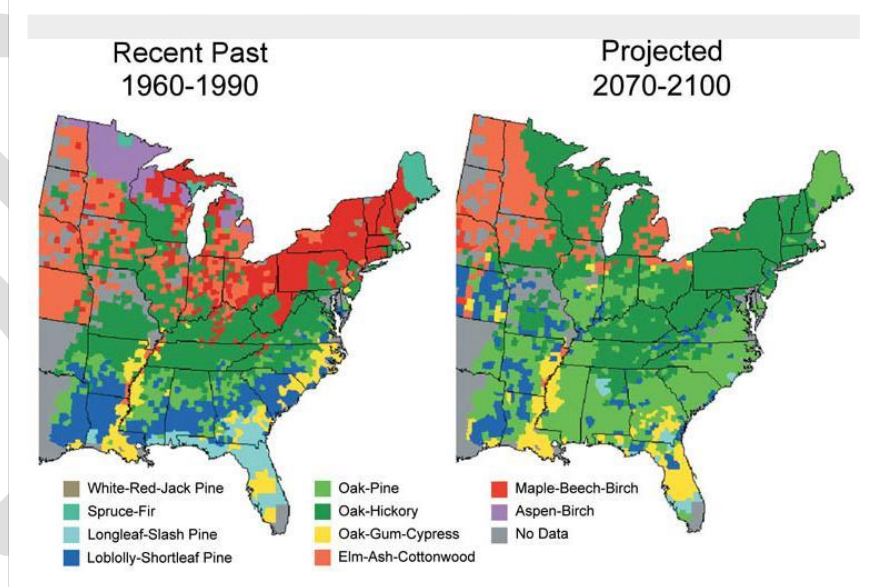 Recent Past
1960-1990
Projected
2070-2100
White-Red-Jack Pine
Spruce-Fir
Longleaf-Slash Pine
Loblolly-Shortleaf Pine
Oak-Pine
Oak-Hickory
Oak-Gum-Cypress
Elm-Ash-Cottonwood
Maple-Beech-Birch
Aspen-Birch
No Data